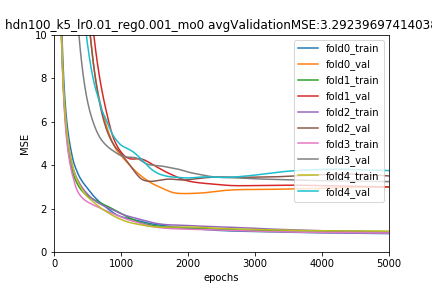 hdn100_k5_lr0.01_reg0.001_mo0 avgValidationMSE:3.2923969741403
10
8
6
4
2
0
MSE
fold0_train
fold0_val
fold1_train
fold1_val
fold2_train
fold2_val
fold3_train
fold3_val
fold4_train
fold4_val
0 1000 2000 3000 4000 5000
epochs